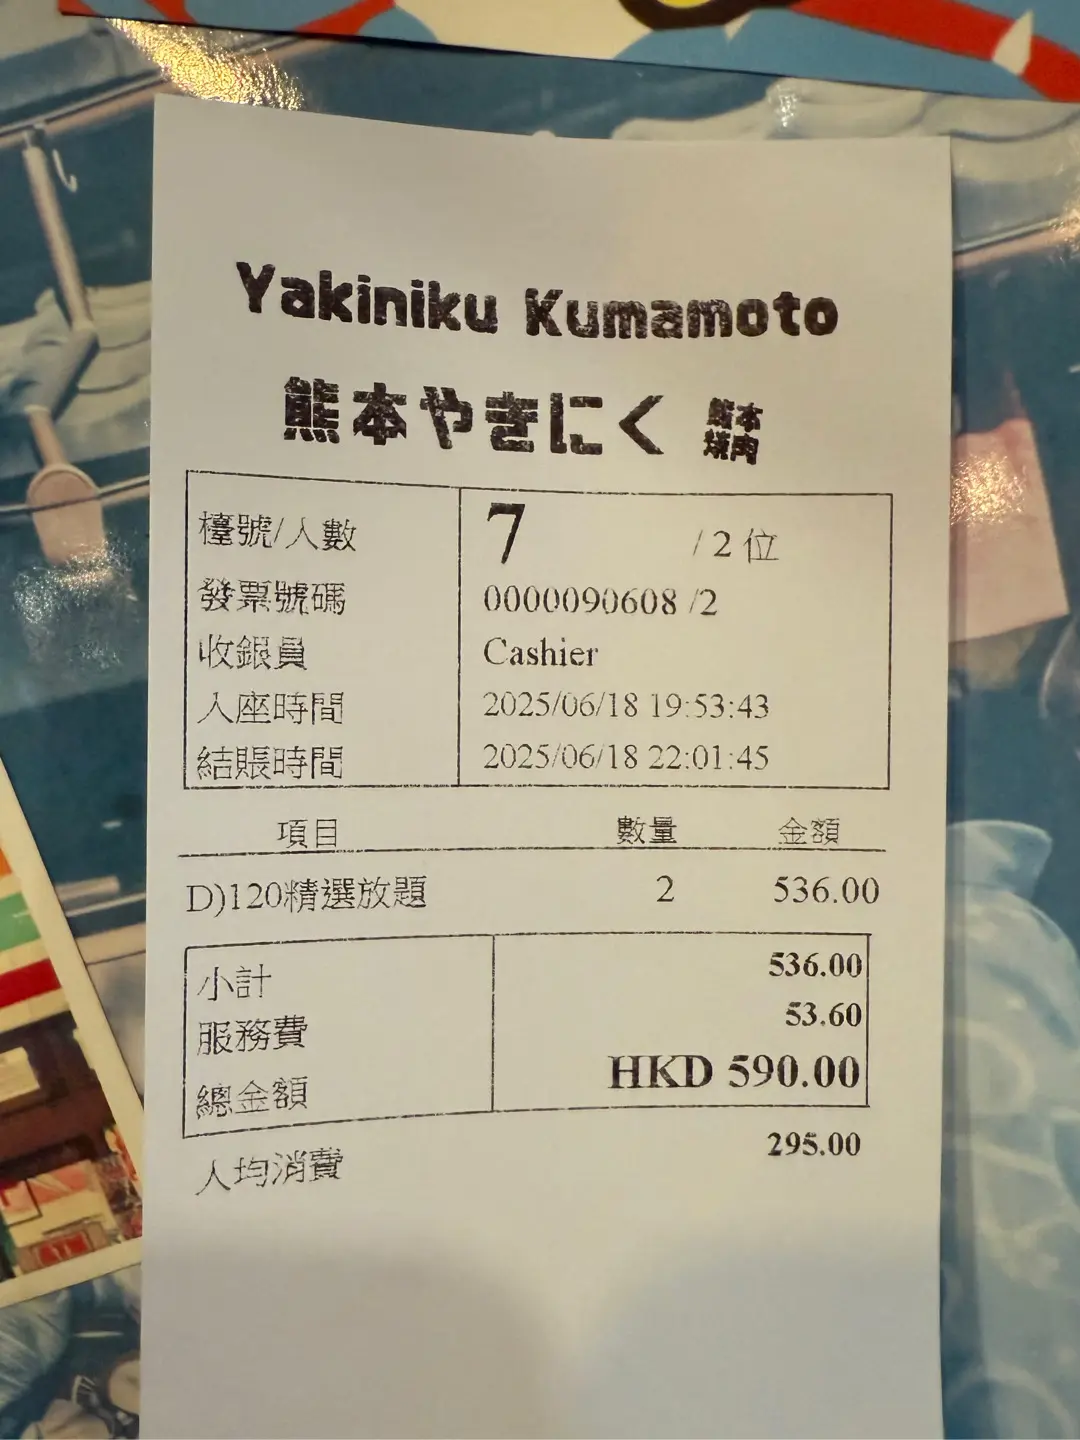 Yakiniku Kumamoto
熊本やきにく 熊本焼肉
檯號/人數 7 /2 位
發票號碼 0000090608 /2
收銀員 Cashier
入座時間 2025/06/18 19:53:43
結賬時間 2025/06/18 22:01:45
項目 數量 金額
D)120精選放題 2 536.00
小計 536.00
服務費 53.60
總金額 HKD 590.00
人均消費 295.00